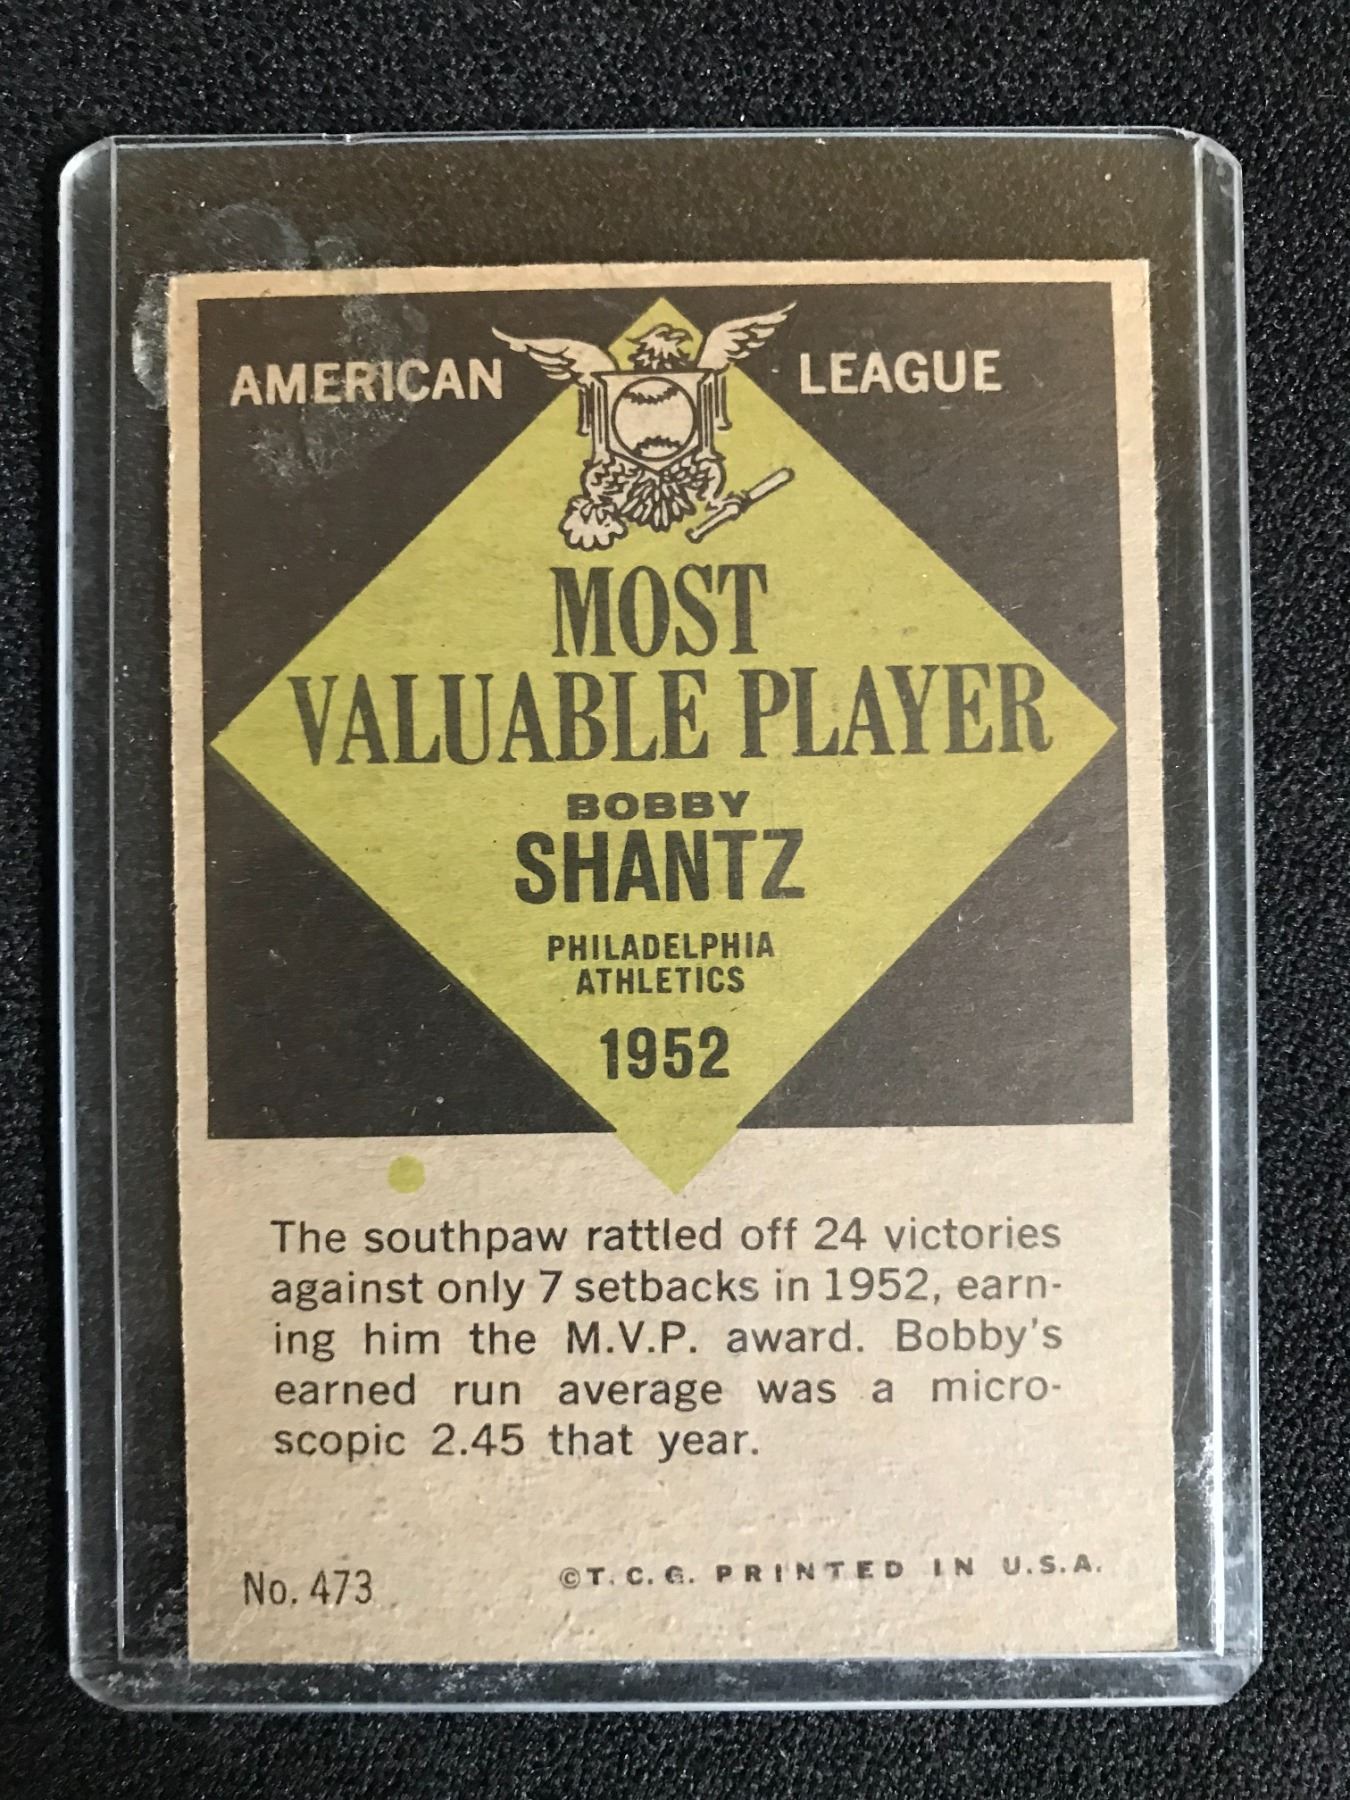 AMERICAN LEAGUE
MOST
VALUABLE PLAYER
BOBBY
SHANTZ
PHILADELPHIA
ATHLETICS
1952
The southpaw rattled off 24 victories
against only 7 setbacks in 1952, earn-
ing him the M.V.P. award. Bobby's
earned run average was a micro-
scopic 2.45 that year.
No. 473 ©T.C.G. PRINTED IN U.S.A.